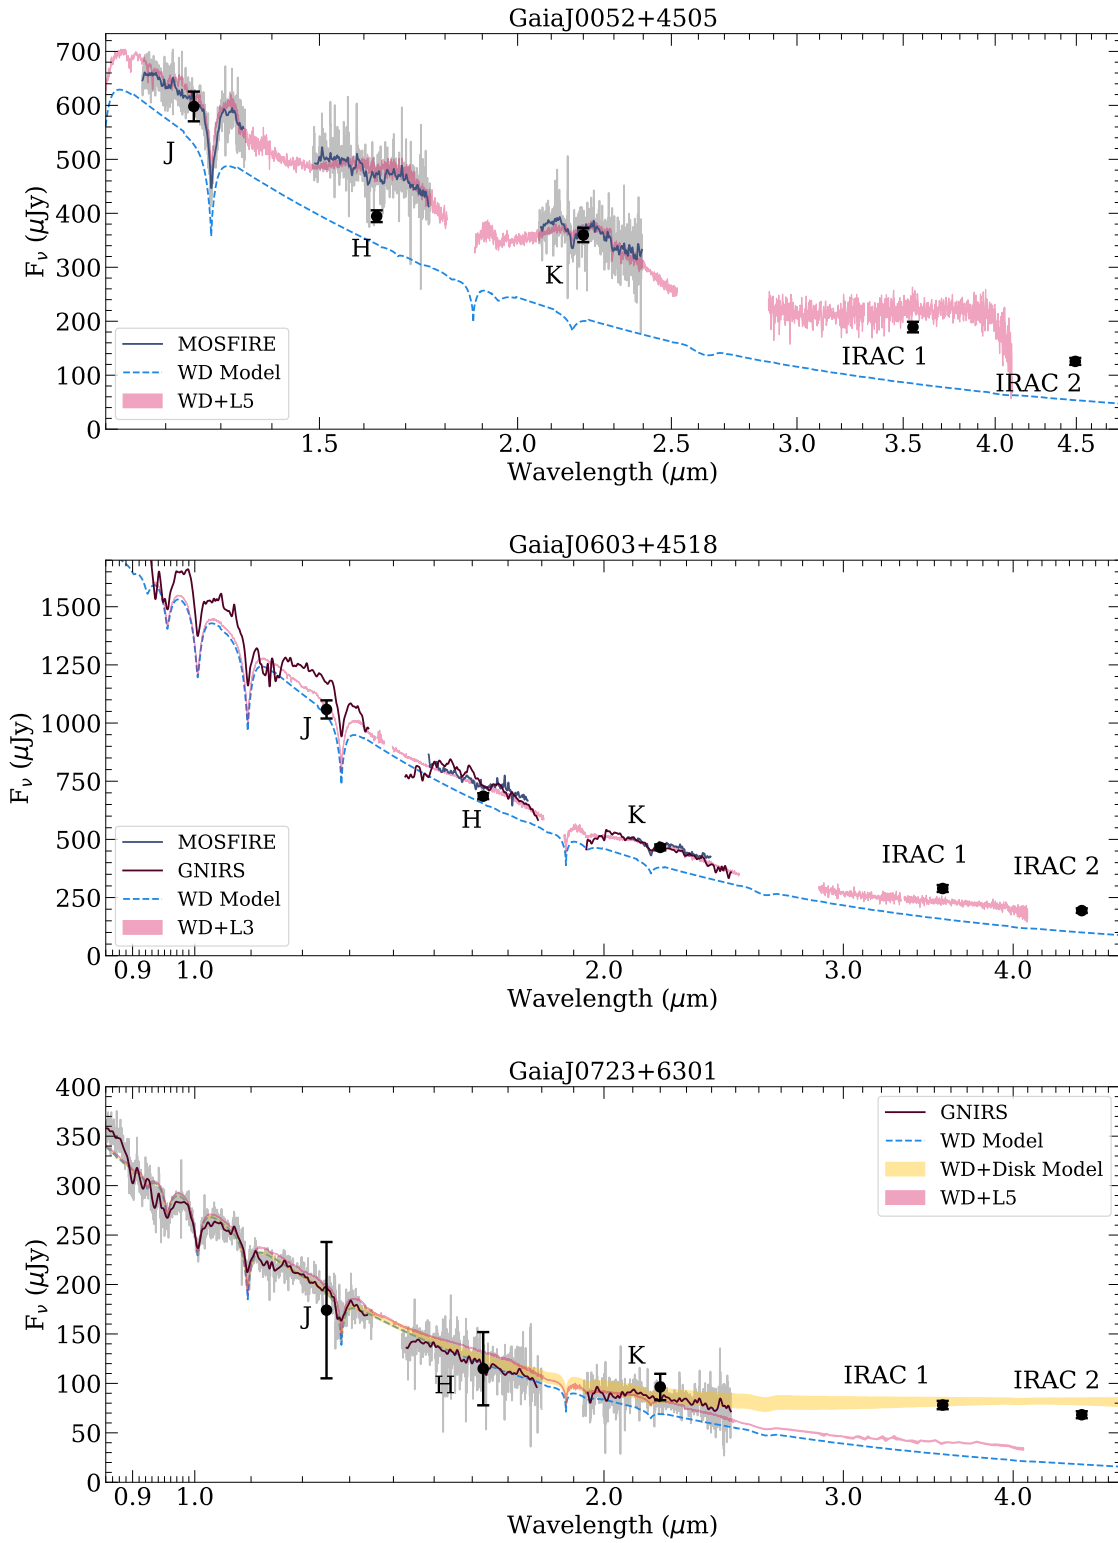 GaiaJ0052+4505
700
600
500
400
300
200
100
0
Fν (μJy)
J
H
K
IRAC 1
IRAC 2
MOSFIRE
WD Model
WD+L5
1.5 2.0 2.5 3.0 3.5 4.0 4.5
Wavelength (μm)
GaiaJ0603+4518
1500
1250
1000
750
500
250
0
Fν (μJy)
J
H
K
IRAC 1
IRAC 2
MOSFIRE
GNIRS
WD Model
WD+L3
0.9 1.0 2.0 3.0 4.0
Wavelength (μm)
GaiaJ0723+6301
400
350
300
250
200
150
100
50
0
Fν (μJy)
GNIRS
WD Model
WD+Disk Model
WD+L5
J
H
K
IRAC 1
IRAC 2
0.9 1.0 2.0 3.0 4.0
Wavelength (μm)